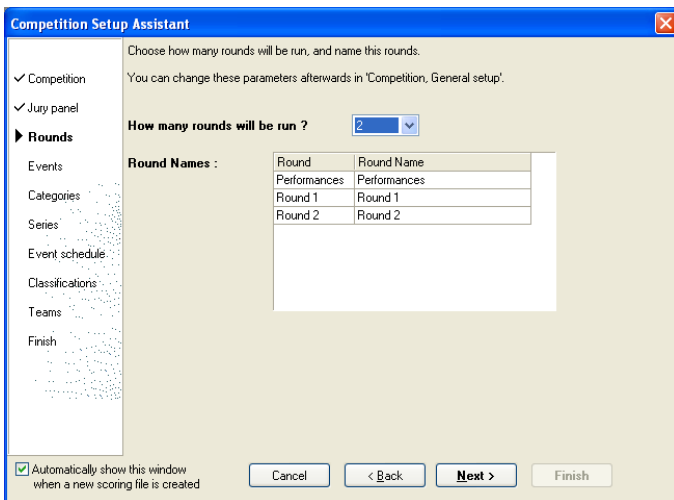 Competition Setup Assistant
Choose how many rounds will be run, and name this rounds.
You can change these parameters afterwards in 'Competition, General setup'.
Competition
Jury panel
Rounds
Events
Categories
Series
Event schedule
Classifications
Teams
Finish
How many rounds will be run ? 2
Round Names :
Round Round Name
Performances Performances
Round 1 Round 1
Round 2 Round 2
Automatically show this window
when a new scoring file is created
Cancel < Back Next > Finish